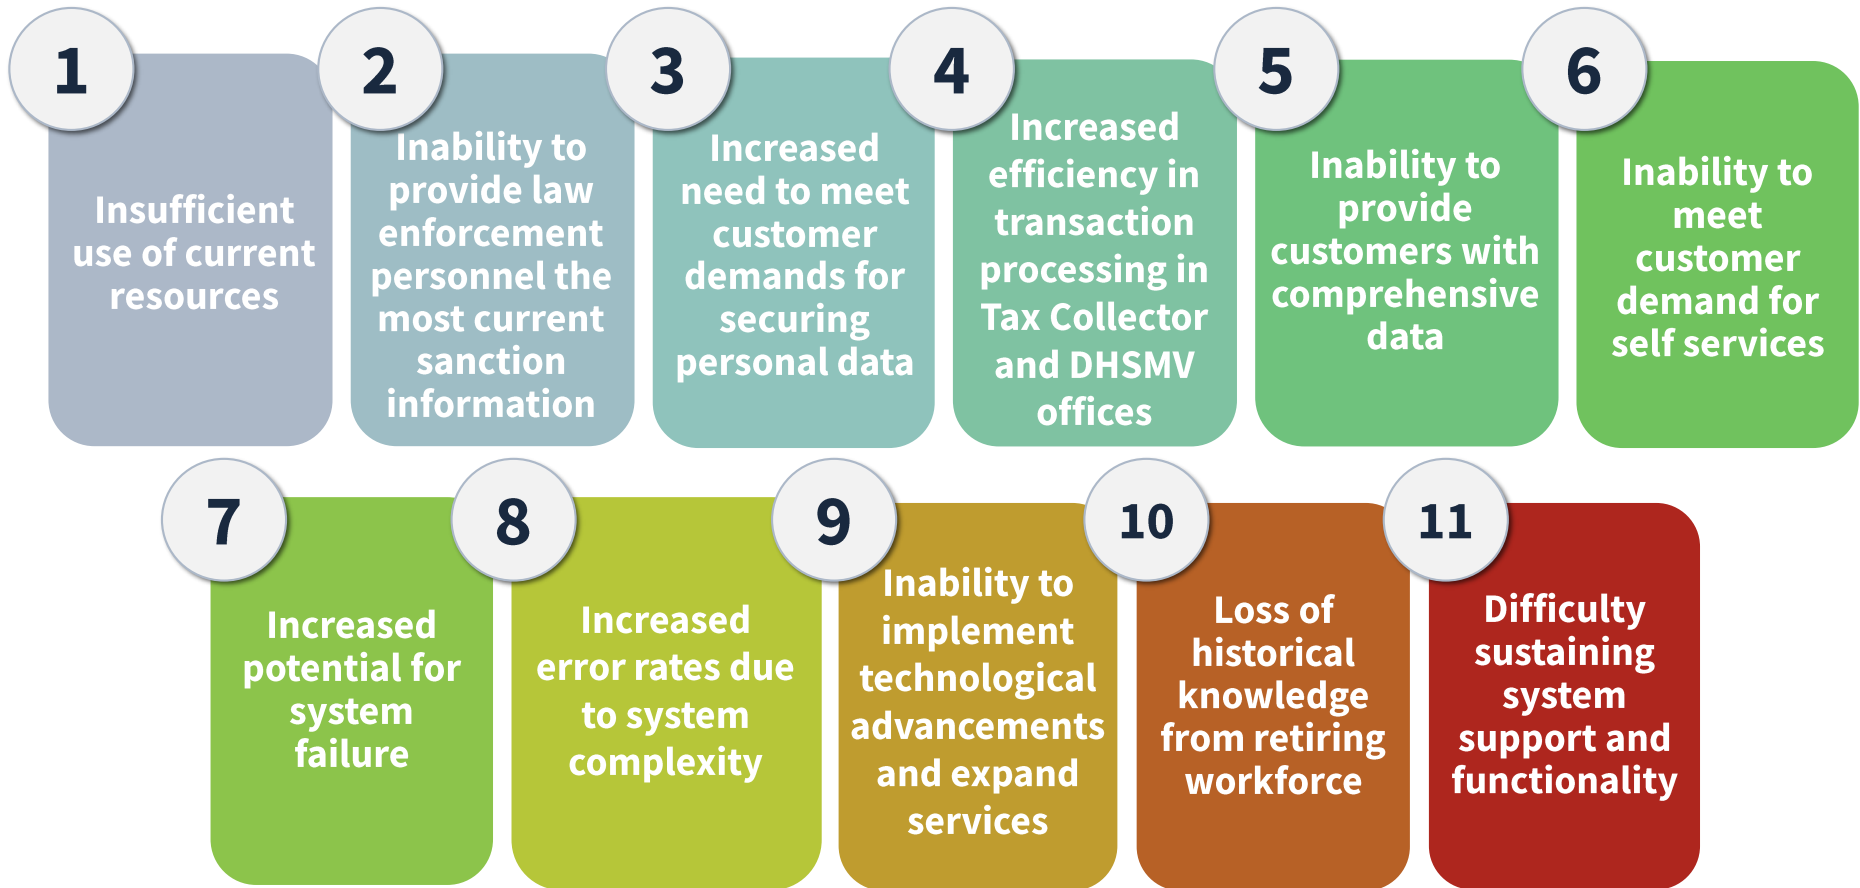 1
Insufficient
use of current
resources
2
Inability to
provide law
enforcement
personnel the
most current
sanction
information
3
Increased
need to meet
customer
demands for
securing
personal data
4
Increased
efficiency in
transaction
processing in
Tax Collector
and DHSMV
offices
5
Inability to
provide
customers with
comprehensive
data
6
Inability to
meet
customer
demand for
self services
7
Increased
potential for
system
failure
8
Increased
error rates due
to system
complexity
9
Inability to
implement
technological
advancements
and expand
services
10
Loss of
historical
knowledge
from retiring
workforce
11
Difficulty
sustaining
system
support and
functionality